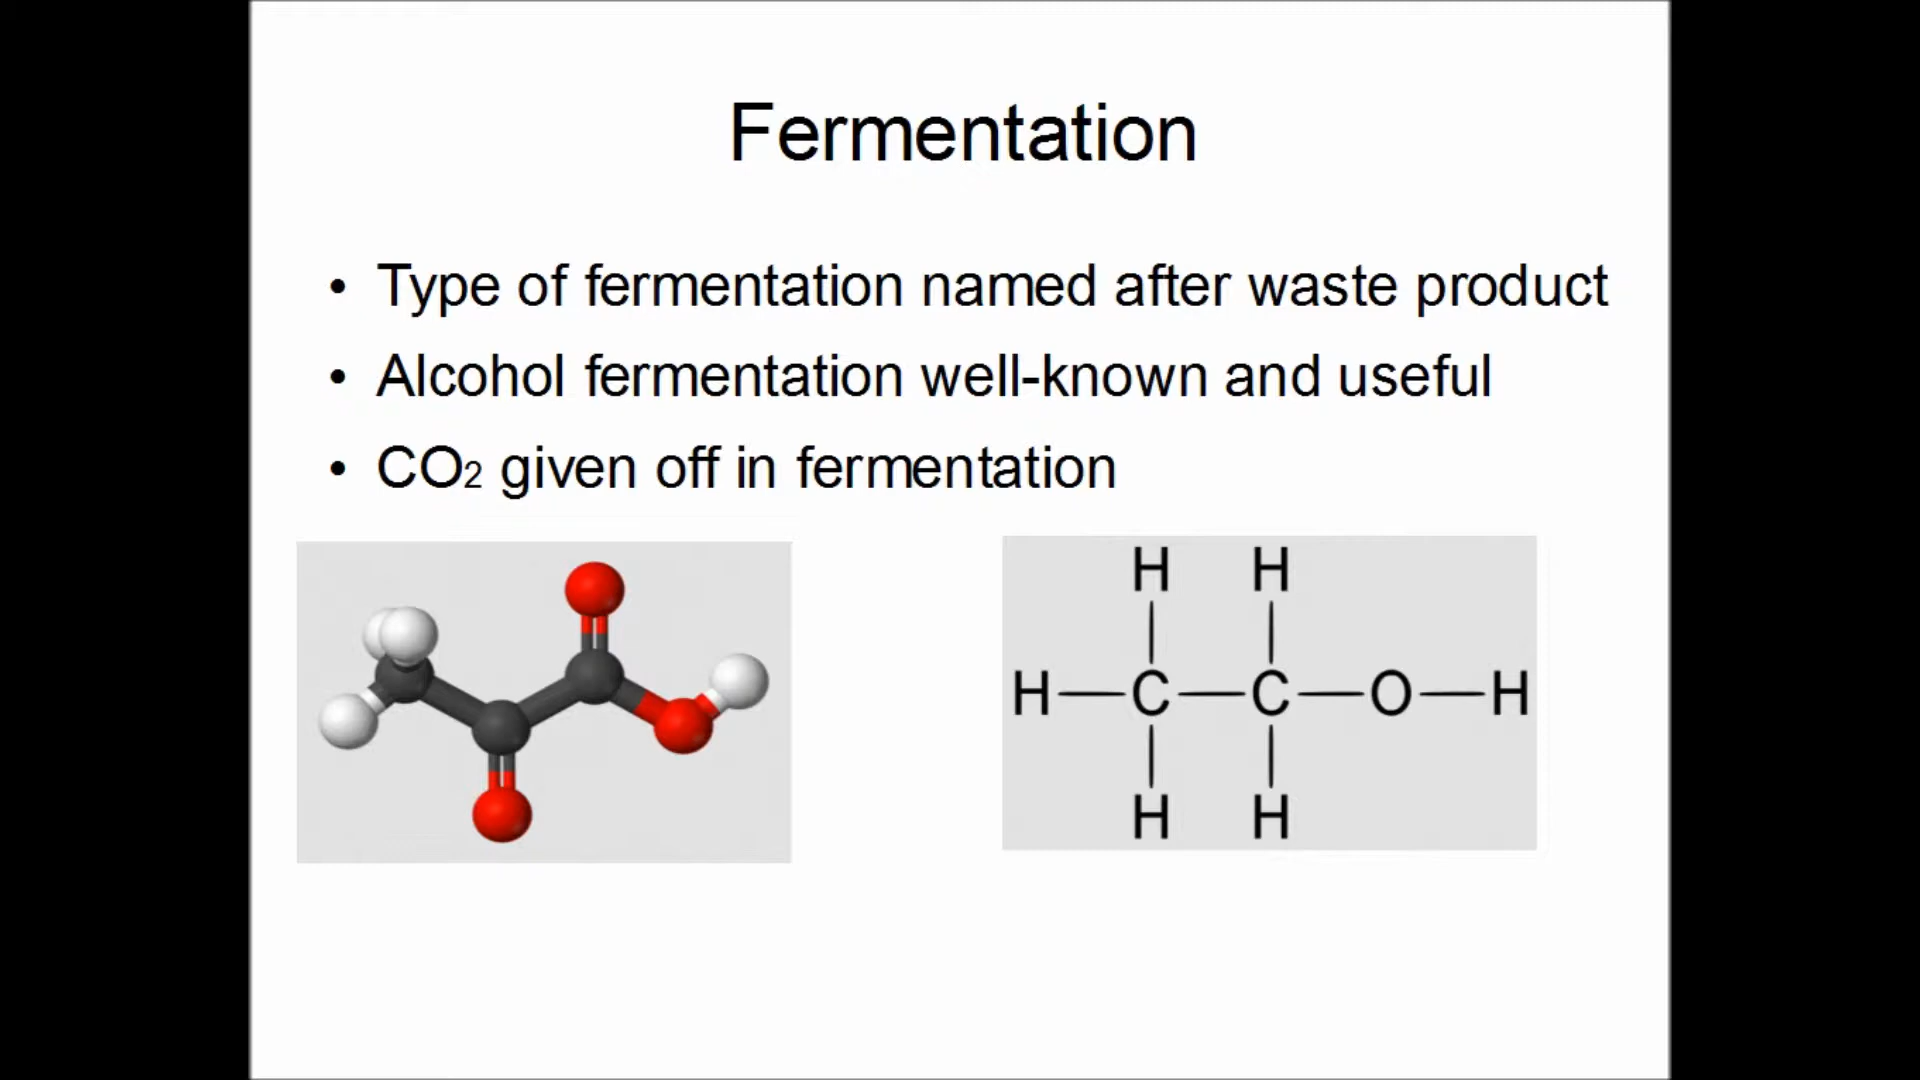 Fermentation
• Type of fermentation named after waste product
• Alcohol fermentation well-known and useful
• CO2 given off in fermentation
H H
H—C—C—O—H
H H